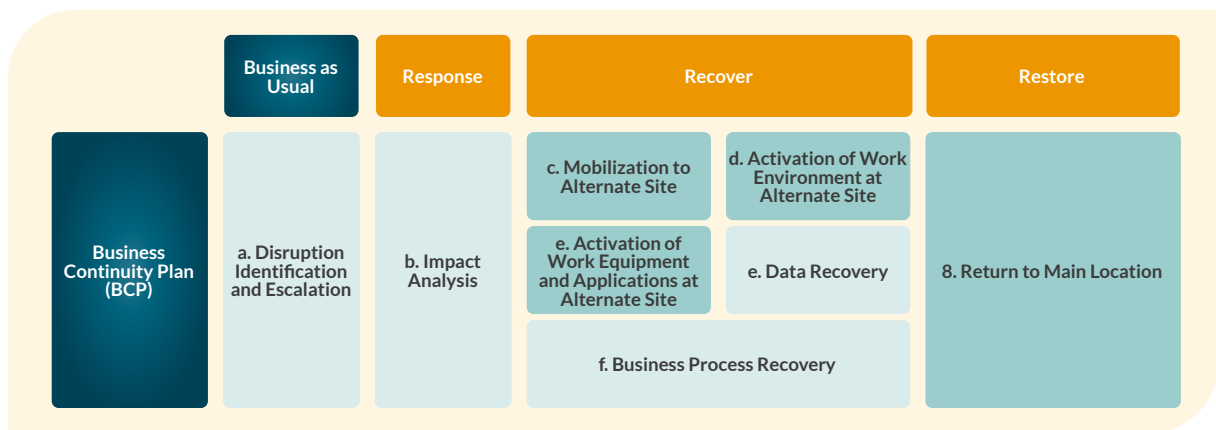 Business as
Usual
Response
Recover
Restore
Business
Continuity Plan
(BCP)
a. Disruption
Identification
and Escalation
b. Impact
Analysis
c. Mobilization to
Alternate Site
d. Activation of Work
Environment at
Alternate Site
e. Activation of
Work Equipment
and Applications at
Alternate Site
e. Data Recovery
f. Business Process Recovery
8. Return to Main Location